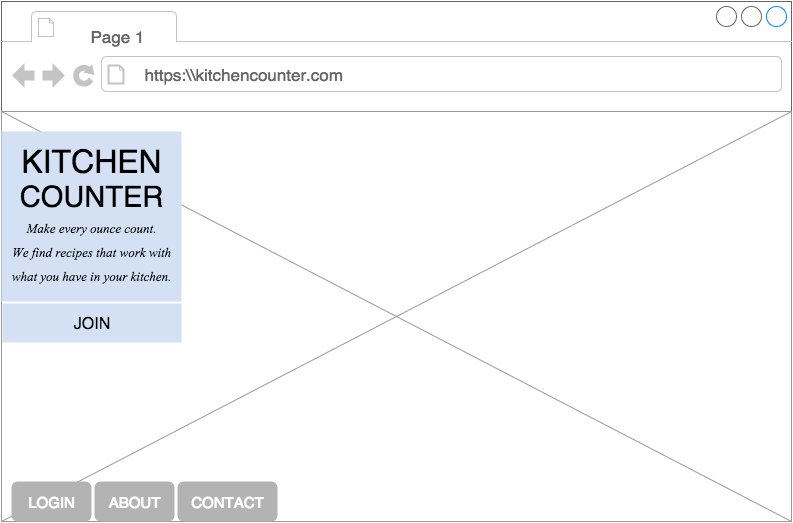 Page 1
https:\\kitchencounter.com
KITCHEN
COUNTER
Make every ounce count.
We find recipes that work with
what you have in your kitchen.
JOIN
LOGIN ABOUT CONTACT